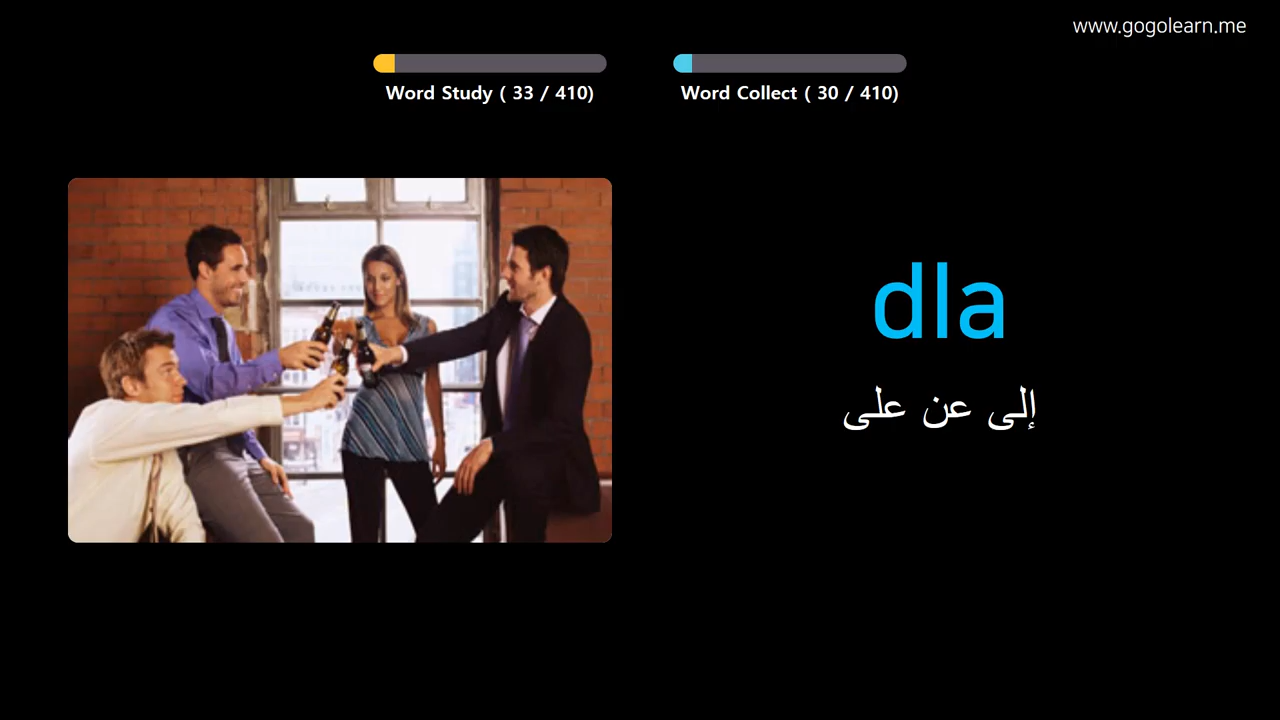 www.gogolearn.me
Word Study ( 33 / 410)
Word Collect ( 30 / 410)
dla
إلى عن على